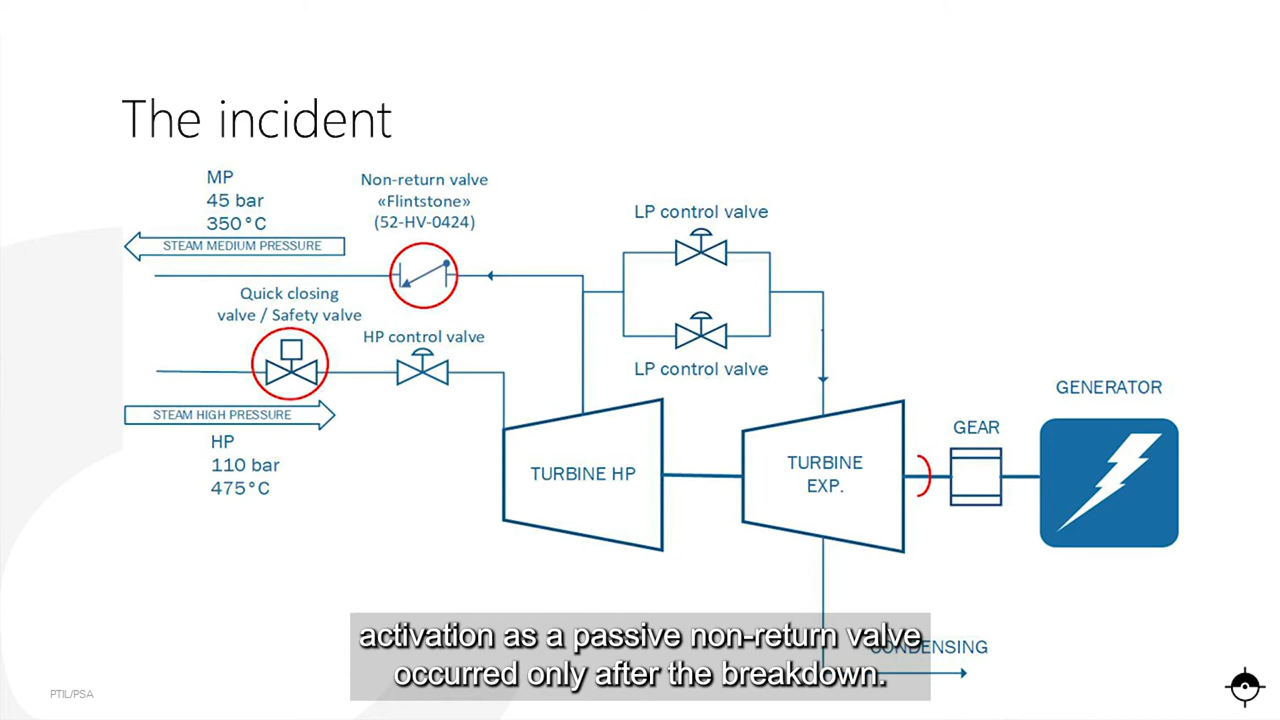 The incident
MP
45 bar
350°C
STEAM MEDIUM PRESSURE
Non-return valve
«Flintstone»
(52-HV-0424)
LP control valve
Quick closing
valve / Safety valve
HP control valve
LP control valve
STEAM HIGH PRESSURE
HP
110 bar
475°C
TURBINE HP
TURBINE
EXP.
GEAR
GENERATOR
CONDENSING
activation as a passive non-return valve
occurred only after the breakdown.
PTIL/PSA